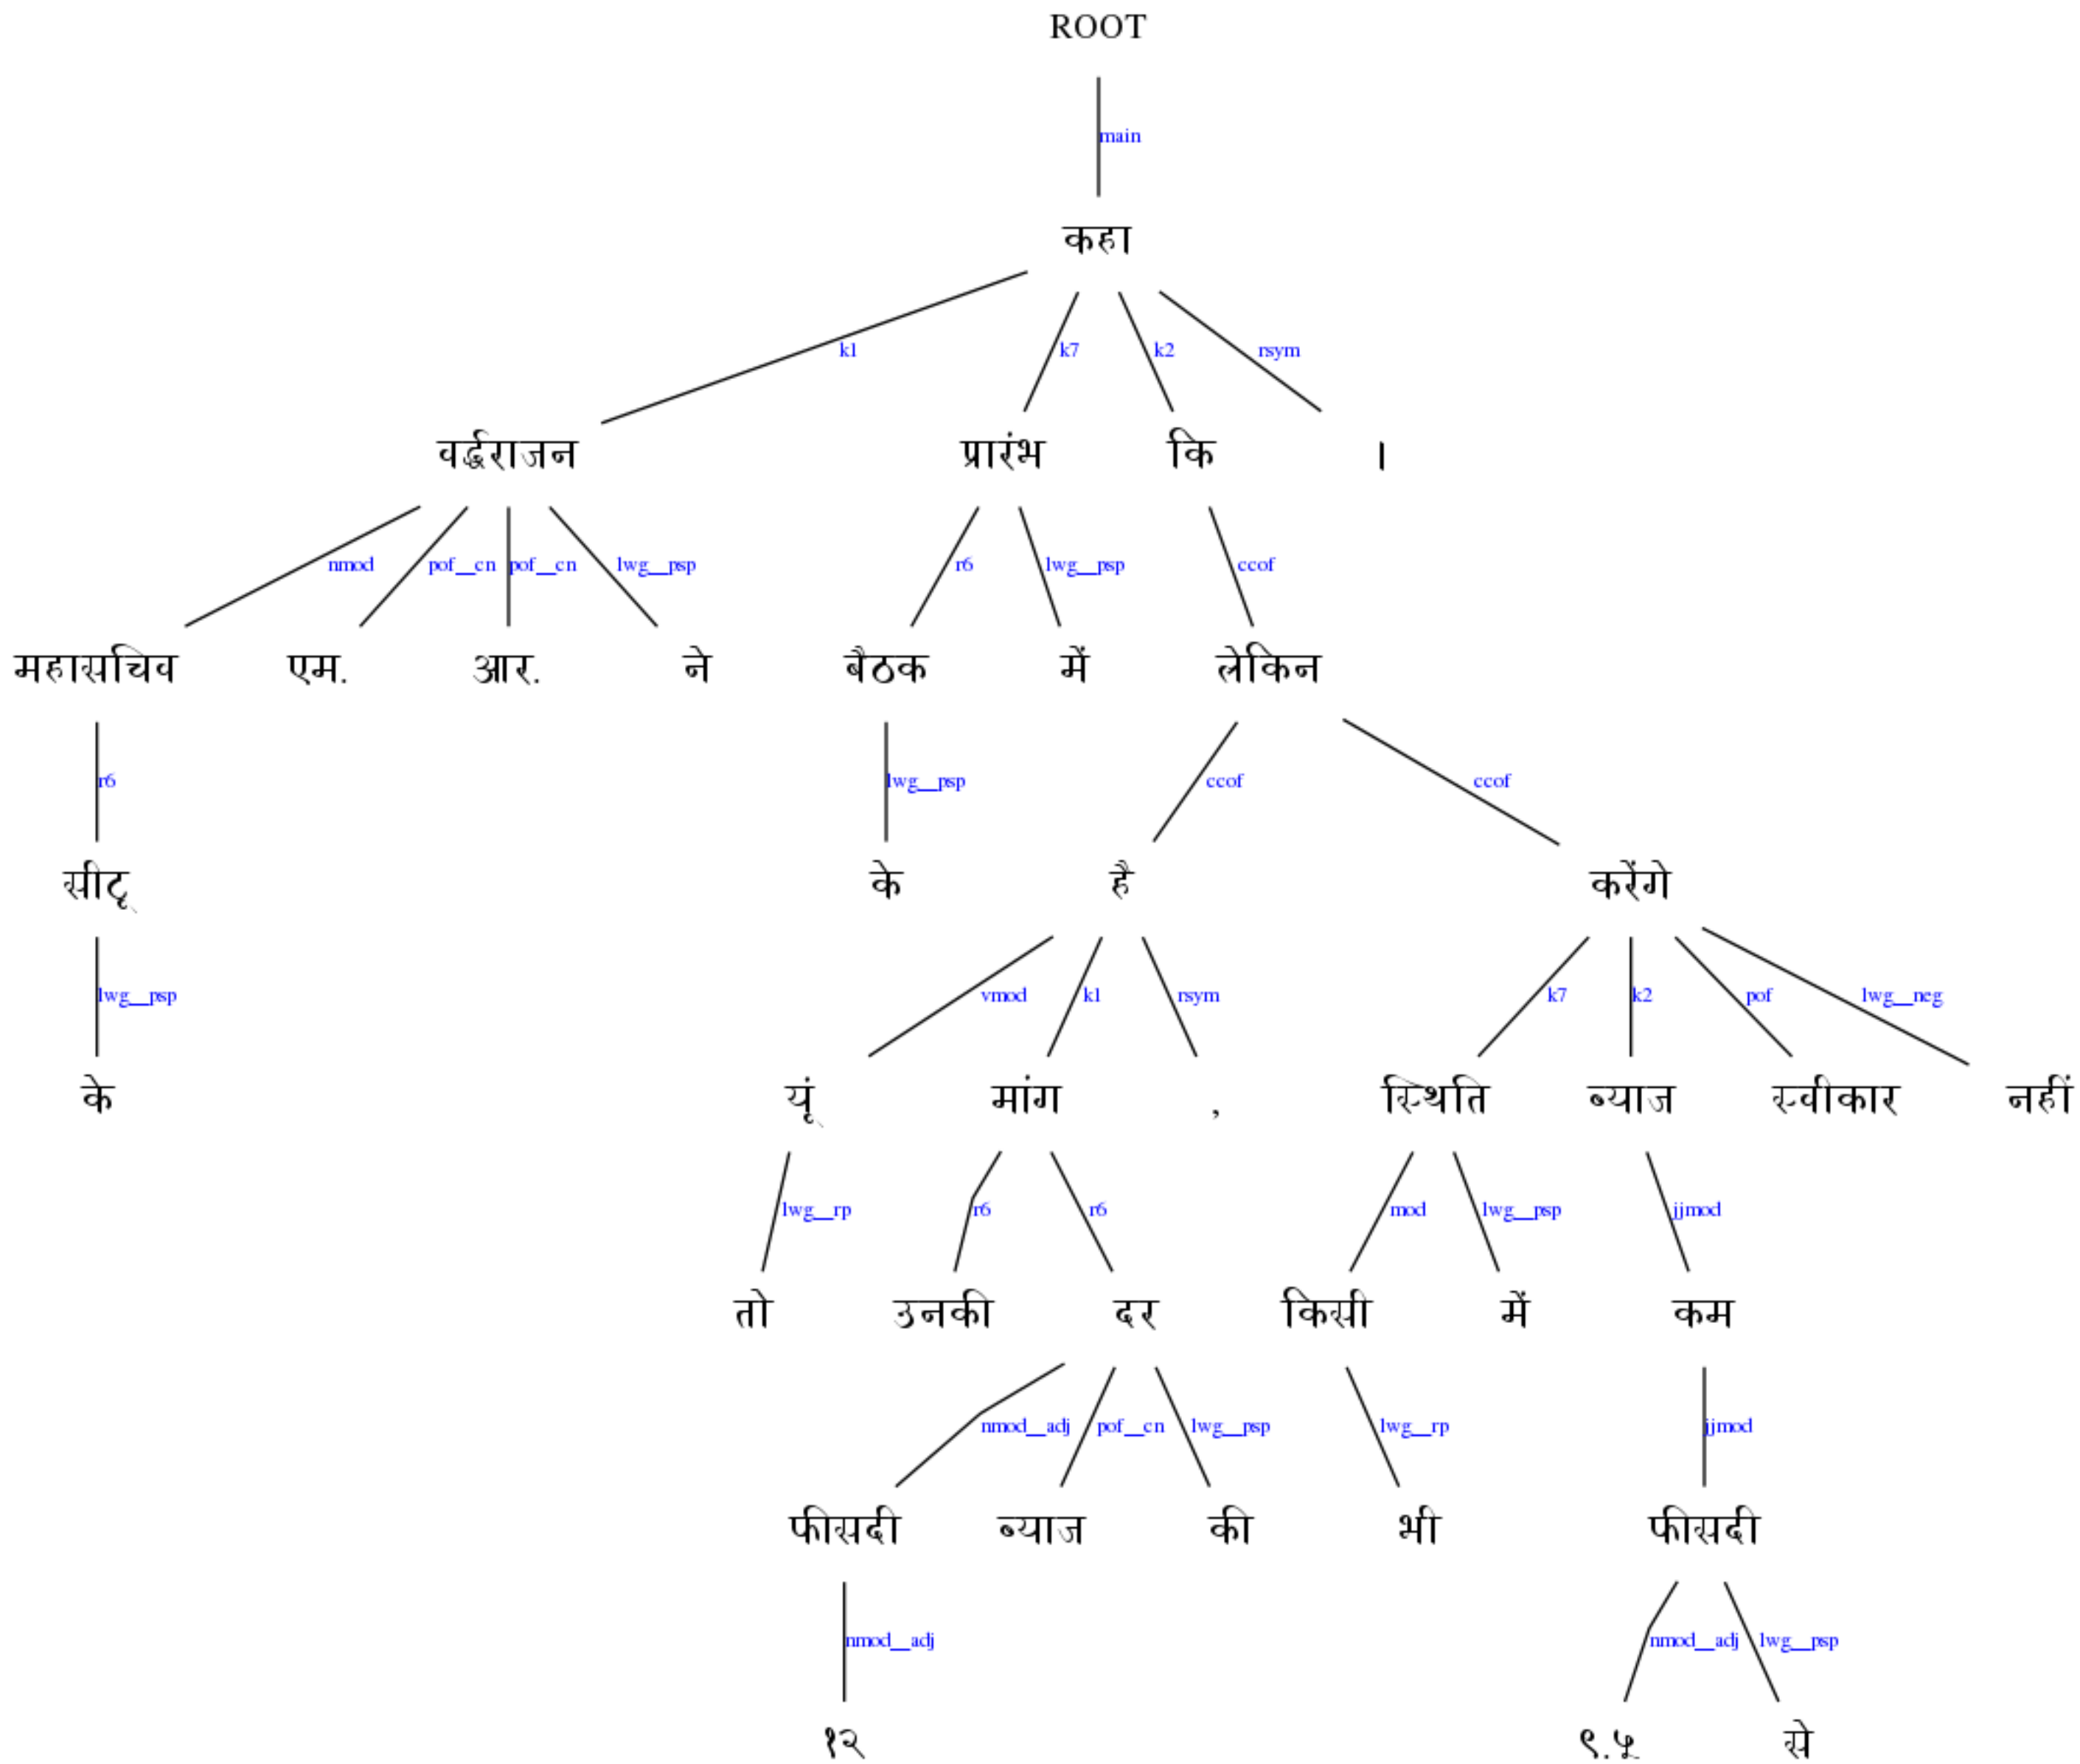 ROOT
main
कहा
k1 k7 k2 rsym
वर्द्धराजन प्रारंभ कि ।
nmod pof__cn pof__cn lwg__psp r6 lwg__psp ccof
महासचिव एम. आर. ने बैठक में लेकिन
r6 lwg__psp ccof ccof
सीटू के है करेंगे
lwg__psp vmod k1 rsym k7 k2 pof lwg__neg
के यूं मांग , स्थिति ब्याज स्वीकार नहीं
lwg__rp r6 r6 mod lwg__psp jjmod
तो उनकी दर किसी में कम
nmod__adj pof__cn lwg__psp lwg__rp jjmod
फीसदी ब्याज की भी फीसदी
nmod__adj nmod__adj lwg__psp
१२ ९.५ से